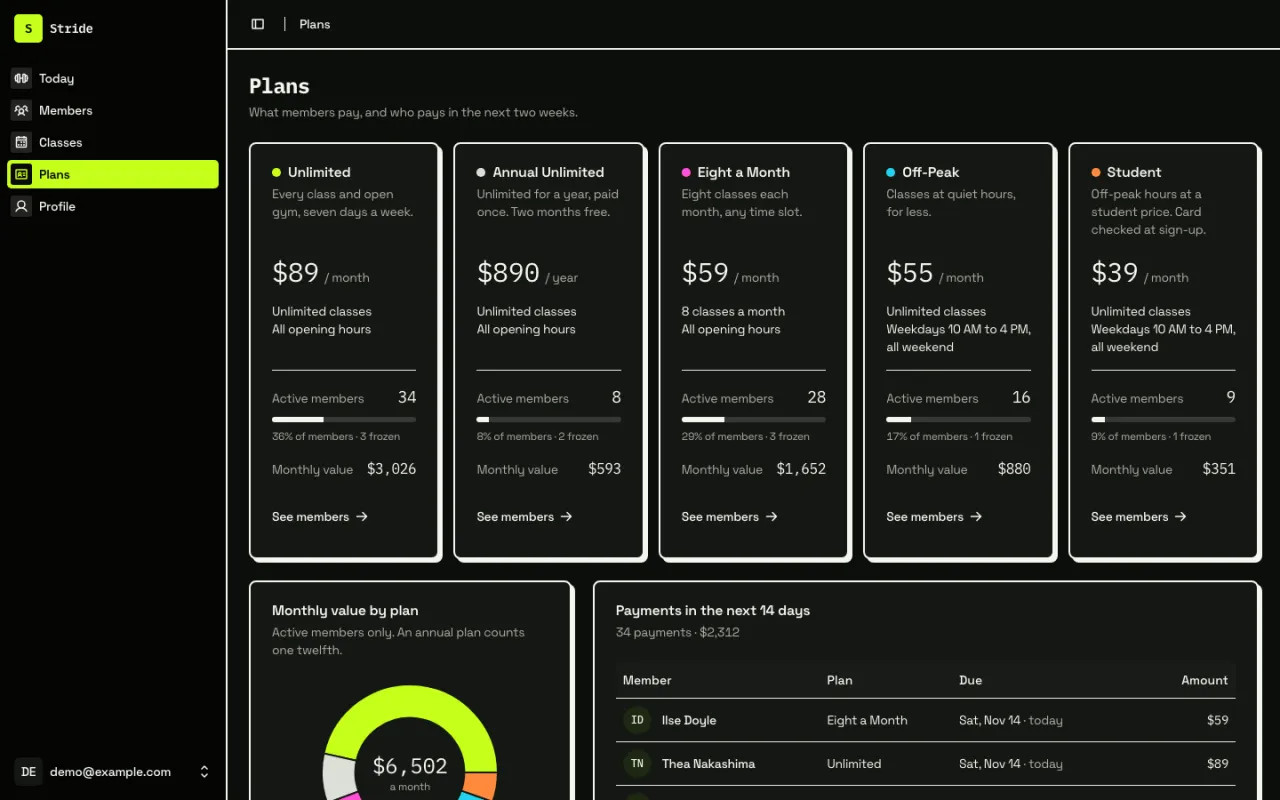 S Stride
Plans
Today
Members
Classes
Plans
Profile
DE demo@example.com
Plans
What members pay, and who pays in the next two weeks.
Unlimited
Every class and open
gym, seven days a week.
$89 / month
Unlimited classes
All opening hours
Active members 34
36% of members · 3 frozen
Monthly value $3,026
See members →
Annual Unlimited
Unlimited for a year, paid
once. Two months free.
$890 / year
Unlimited classes
All opening hours
Active members 8
8% of members · 2 frozen
Monthly value $593
See members →
Eight a Month
Eight classes each
month, any time slot.
$59 / month
8 classes a month
All opening hours
Active members 28
29% of members · 3 frozen
Monthly value $1,652
See members →
Off-Peak
Classes at quiet hours,
for less.
$55 / month
Unlimited classes
Weekdays 10 AM to 4 PM,
all weekend
Active members 16
17% of members · 1 frozen
Monthly value $880
See members →
Student
Off-peak hours at a
student price. Card
checked at sign-up.
$39 / month
Unlimited classes
Weekdays 10 AM to 4 PM,
all weekend
Active members 9
9% of members · 1 frozen
Monthly value $351
See members →
Monthly value by plan
Active members only. An annual plan counts
one twelfth.
$6,502
a month
Payments in the next 14 days
34 payments · $2,312
Member Plan Due Amount
ID Ilse Doyle Eight a Month Sat, Nov 14 · today $59
TN Thea Nakashima Unlimited Sat, Nov 14 · today $89